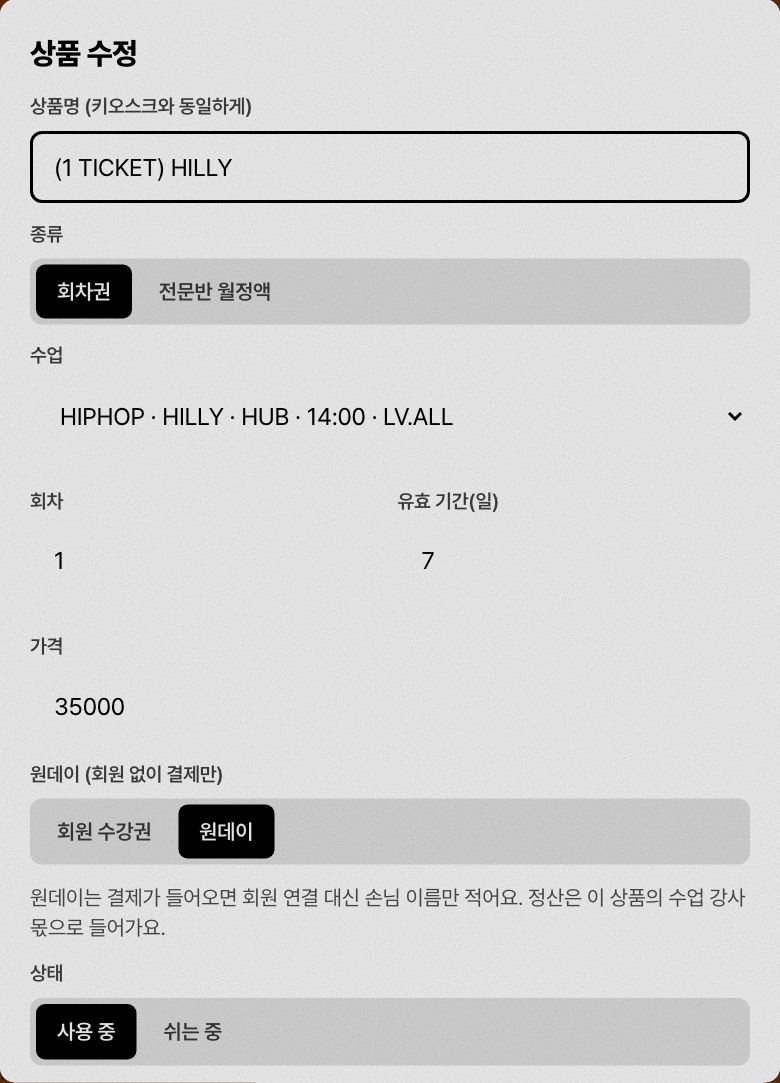 상품 수정
상품명 (키오스크와 동일하게)
(1 TICKET) HILLY
종류
회차권 전문반 월정액
수업
HIPHOP · HILLY · HUB · 14:00 · LV.ALL
회차 유효 기간(일)
1 7
가격
35000
원데이 (회원 없이 결제만)
회원 수강권 원데이
원데이는 결제가 들어오면 회원 연결 대신 손님 이름만 적어요. 정산은 이 상품의 수업 강사
몫으로 들어가요.
상태
사용 중 쉬는 중